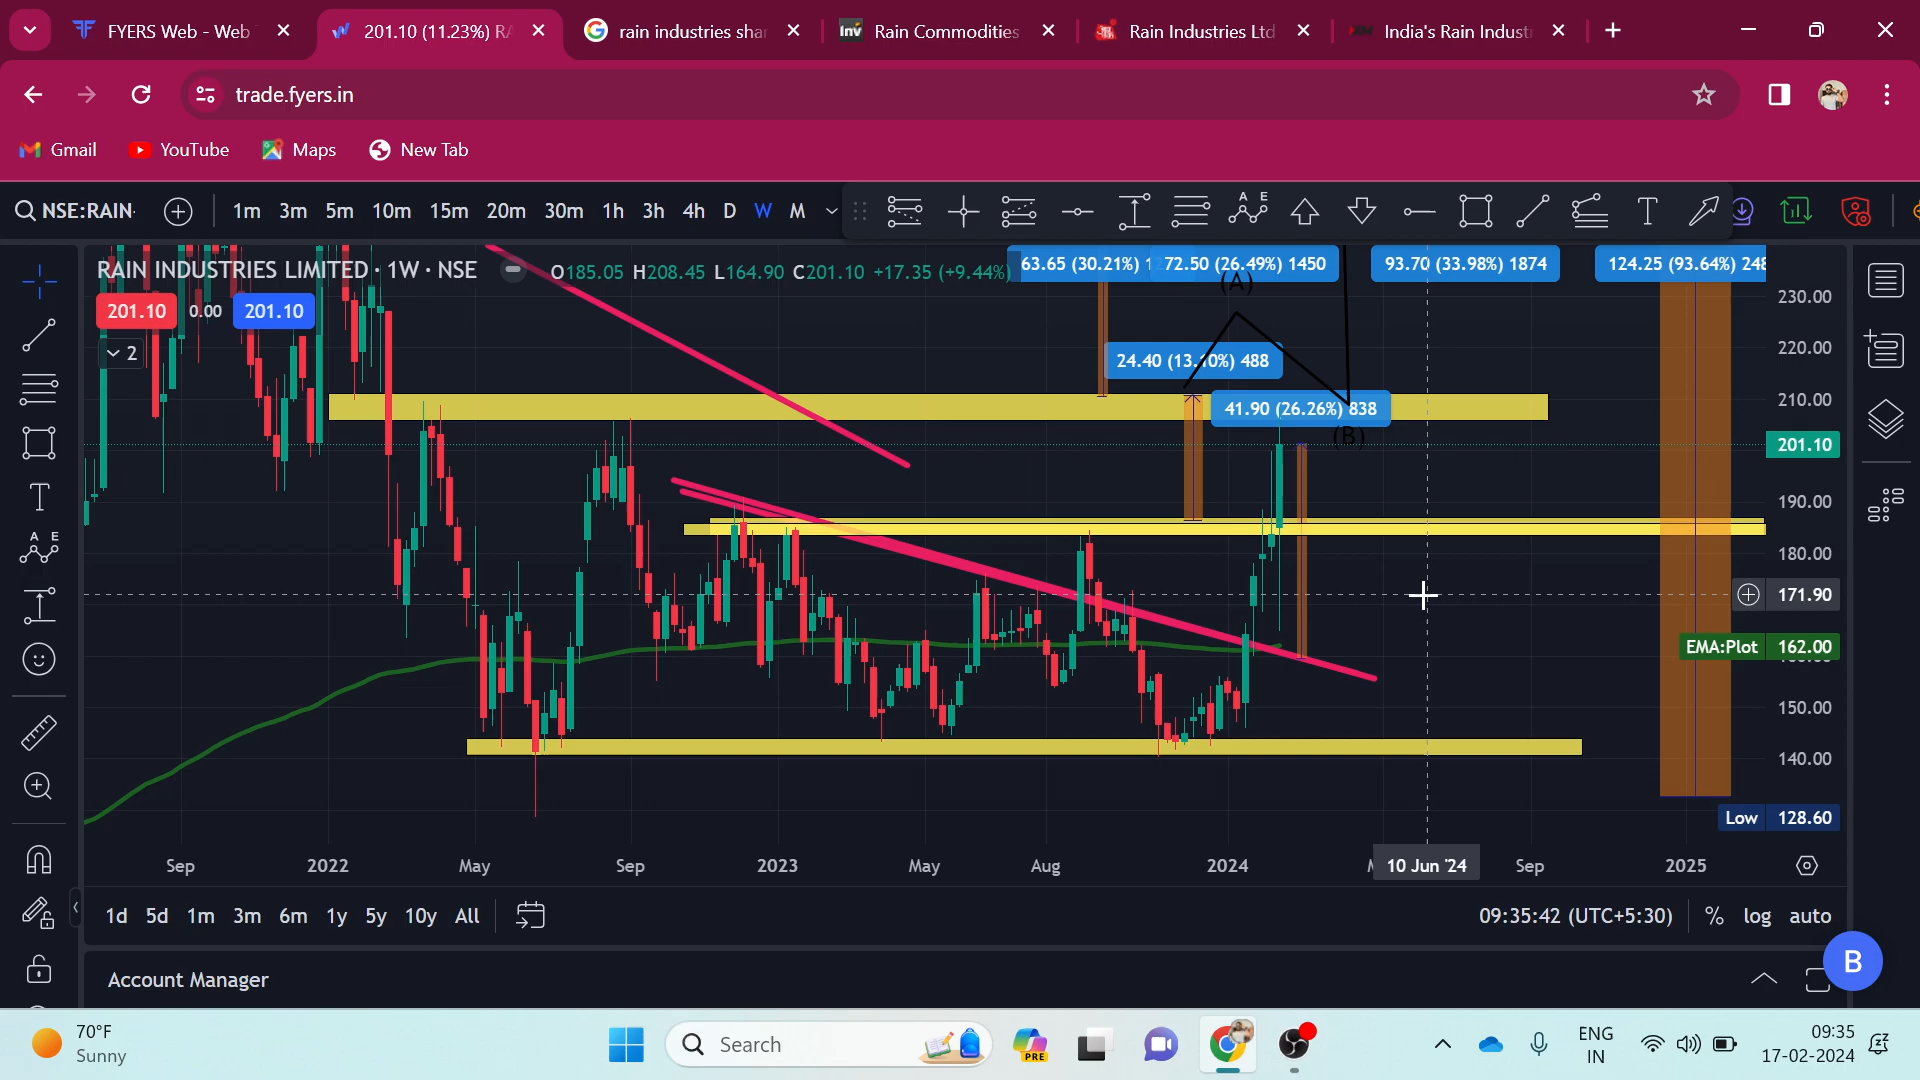 FYERS Web - Web
201.10 (11.23%) RA
rain industries shar
Rain Commodities
Rain Industries Ltd
India's Rain Indust
trade.fyers.in
Gmail
YouTube
Maps
New Tab
NSE:RAIN
1m 3m 5m 10m 15m 20m 30m 1h 3h 4h D W M
RAIN INDUSTRIES LIMITED · 1W · NSE
O185.05 H208.45 L164.90 C201.10 +17.35 (+9.44%)
63.65 (30.21%) 1
72.50 (26.49%) 1450
93.70 (33.98%) 1874
124.25 (93.64%) 248
(A)
201.10 0.00 201.10
2
24.40 (13.10%) 488
41.90 (26.26%) 838
(B)
230.00
220.00
210.00
201.10
190.00
180.00
171.90
EMA:Plot 162.00
150.00
140.00
Low 128.60
Sep 2022 May Sep 2023 May Aug 2024 10 Jun '24 Sep 2025
1d 5d 1m 3m 6m 1y 5y 10y All
09:35:42 (UTC+5:30) % log auto
Account Manager
B
70°F
Sunny
Search
PRE
ENG
IN
09:35
17-02-2024